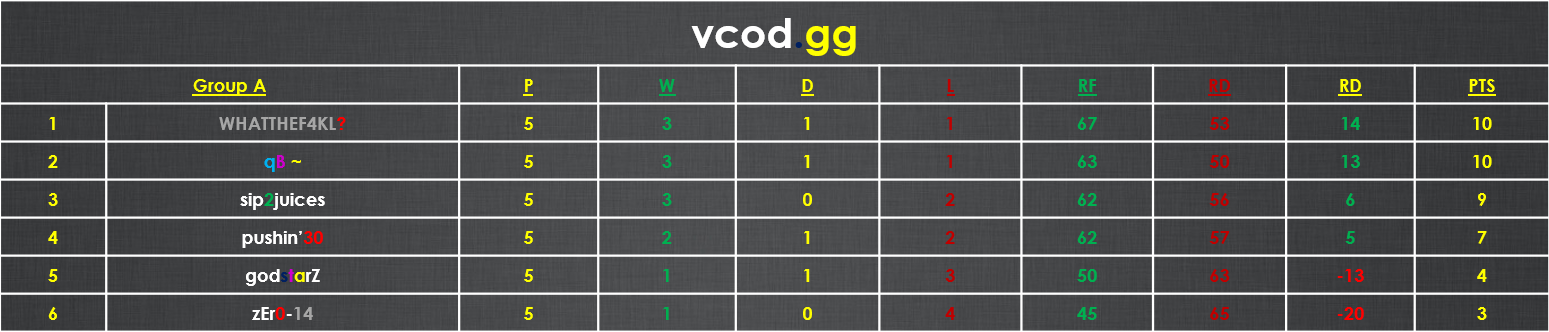 vcod.gg
Group A P W D L RF RD RD PTS
1 WHATTHEF4KL? 5 3 1 1 67 53 14 10
2 qB ~ 5 3 1 1 63 50 13 10
3 sip2juices 5 3 0 2 62 56 6 9
4 pushin’30 5 2 1 2 62 57 5 7
5 godstarZ 5 1 1 3 50 63 -13 4
6 zEr0-14 5 1 0 4 45 65 -20 3